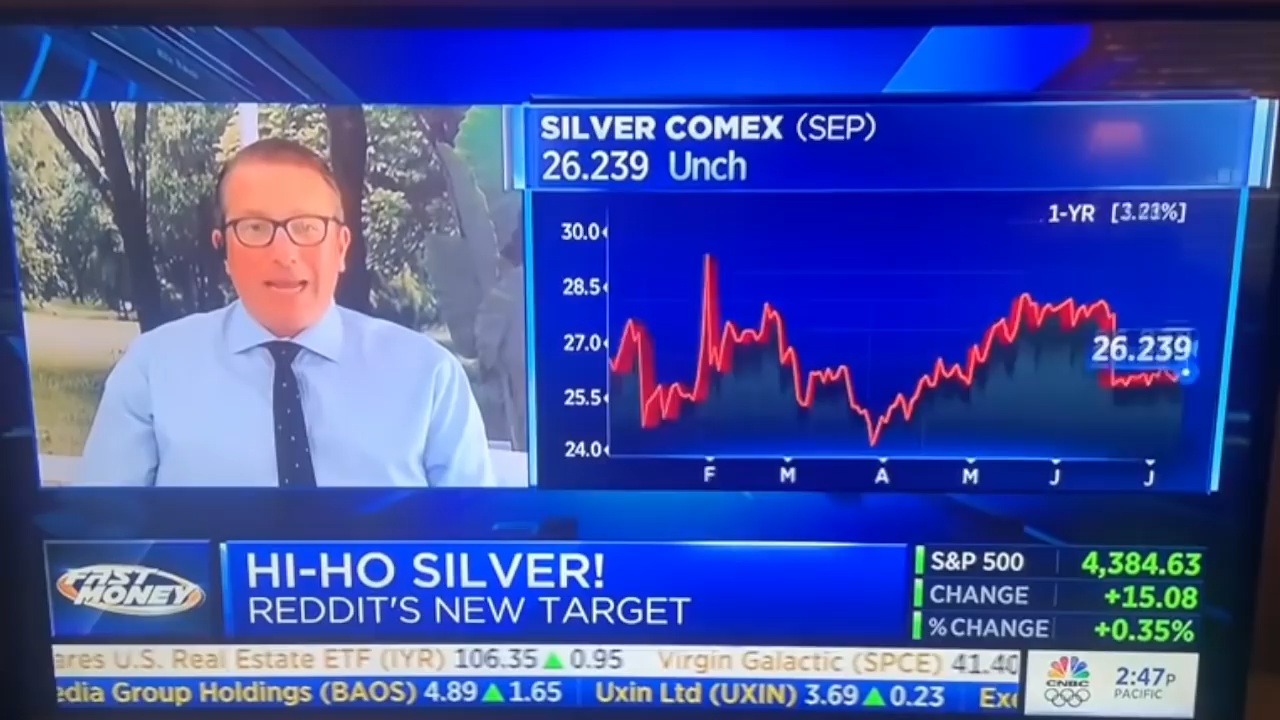 SILVER COMEX (SEP)
26.239 Unch
1-YR
30.0
28.5
27.0
25.5
24.0
26.239
F M A M J J
FAST MONEY
HI-HO SILVER!
REDDIT'S NEW TARGET
S&P 500 4,384.63
CHANGE +15.08
% CHANGE +0.35%
ares U.S. Real Estate ETF (IYR) 106.35 ▲ 0.95 Virgin Galactic (SPCE) 41.40
edia Group Holdings (BAOS) 4.89 ▲ 1.65 Uxin Ltd (UXIN) 3.69 ▲ 0.23 Exe
CNBC
2:47P
PACIFIC